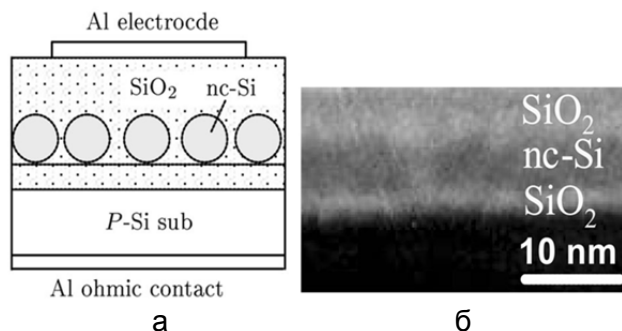 Al electrocde
SiO₂
nc-Si
P-Si sub
Al ohmic contact
а
SiO₂
nc-Si
SiO₂
10 nm
б